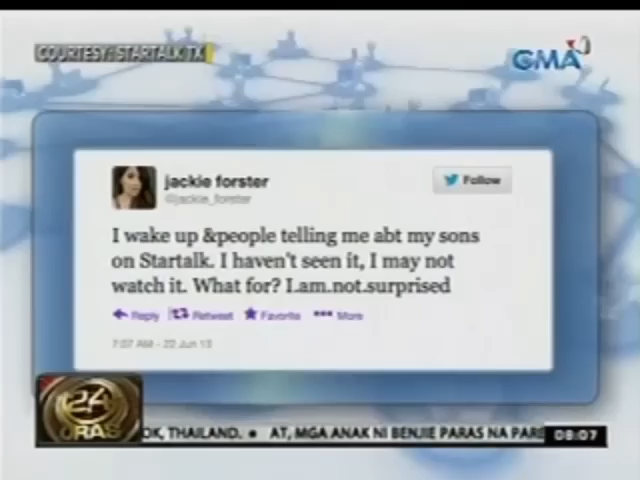 COURTESY: STARTALK TX
GMA
jackie forster
@jackie_forster
Follow
I wake up &people telling me abt my sons
on Startalk. I haven't seen it, I may not
watch it. What for? I.am.not.surprised
Reply Retweet Favorite More
7:07 AM - 22 Jun 13
24
ORAS
OK, THAILAND. ● AT, MGA ANAK NI BENJIE PARAS NA PARE
08:07